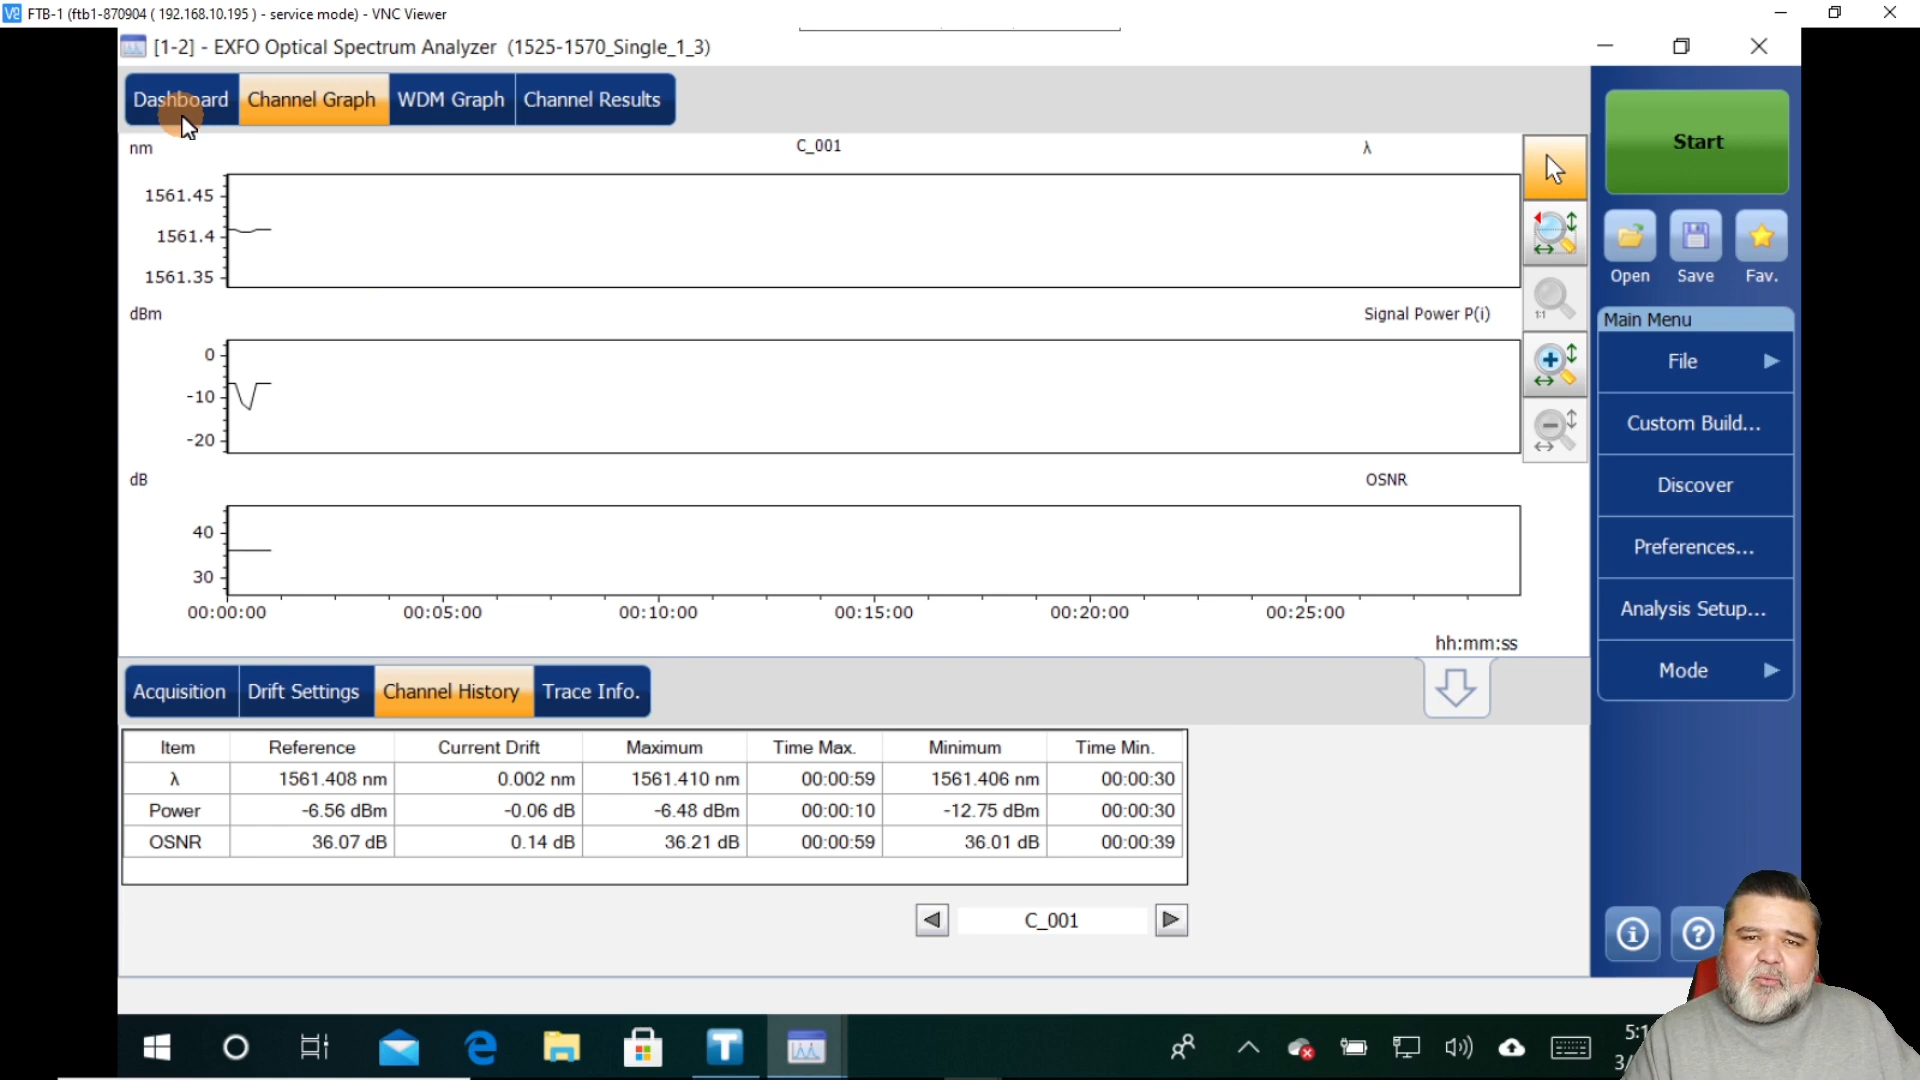 FTB-1 (ftb1-870904 ( 192.168.10.195 ) - service mode) - VNC Viewer
[1-2] - EXFO Optical Spectrum Analyzer (1525-1570_Single_1_3)
Dashboard Channel Graph WDM Graph Channel Results
Start
nm C_001 λ
1561.45
1561.4
1561.35
Open Save Fav.
dBm Signal Power P(i)
0
-10
-20
Main Menu
File
Custom Build...
Discover
Preferences...
Analysis Setup...
Mode
dB OSNR
40
30
00:00:00 00:05:00 00:10:00 00:15:00 00:20:00 00:25:00
hh:mm:ss
1:1
Acquisition Drift Settings Channel History Trace Info.
Item Reference Current Drift Maximum Time Max. Minimum Time Min.
λ 1561.408 nm 0.002 nm 1561.410 nm 00:00:59 1561.406 nm 00:00:30
Power -6.56 dBm -0.06 dB -6.48 dBm 00:00:10 -12.75 dBm 00:00:30
OSNR 36.07 dB 0.14 dB 36.21 dB 00:00:59 36.01 dB 00:00:39
C_001